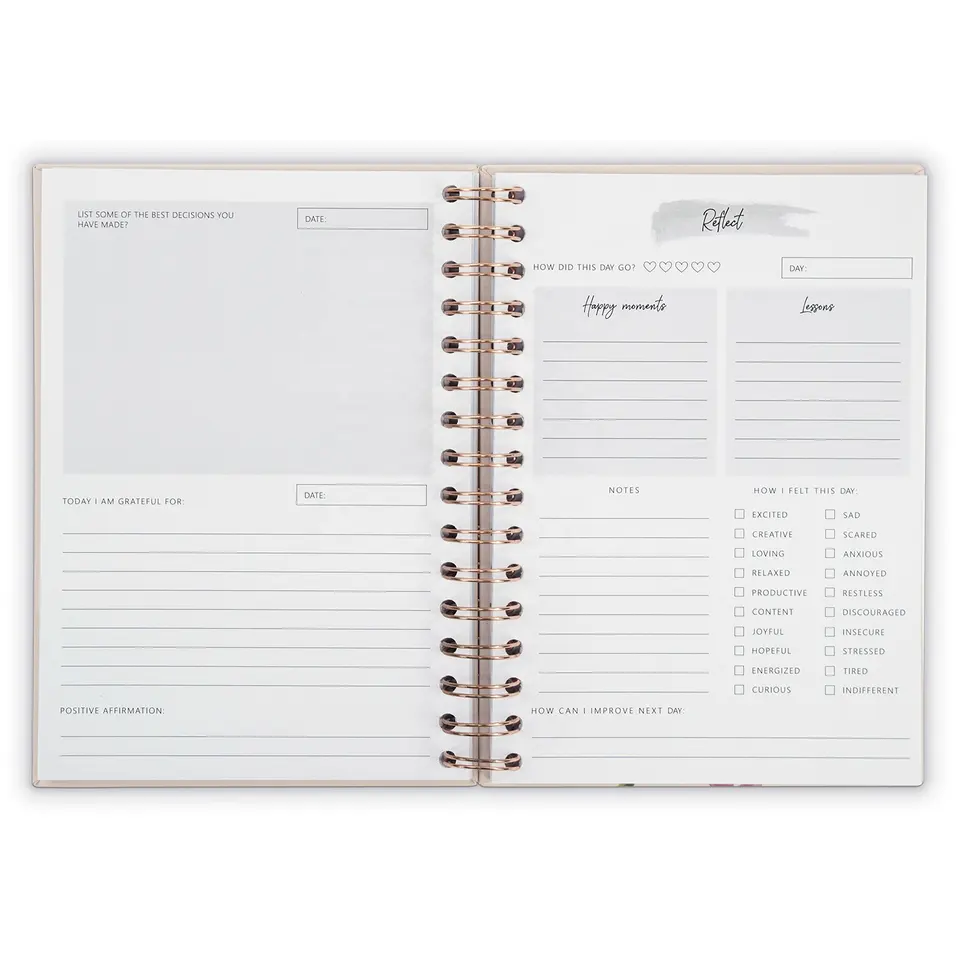 LIST SOME OF THE BEST DECISIONS YOU
HAVE MADE?
DATE:
TODAY I AM GRATEFUL FOR:
DATE:
POSITIVE AFFIRMATION:
Reflect
HOW DID THIS DAY GO?
DAY:
Happy moments
Lessons
NOTES
HOW I FELT THIS DAY:
EXCITED
SAD
CREATIVE
SCARED
LOVING
ANXIOUS
RELAXED
ANNOYED
PRODUCTIVE
RESTLESS
CONTENT
DISCOURAGED
JOYFUL
INSECURE
HOPEFUL
STRESSED
ENERGIZED
TIRED
CURIOUS
INDIFFERENT
HOW CAN I IMPROVE NEXT DAY: